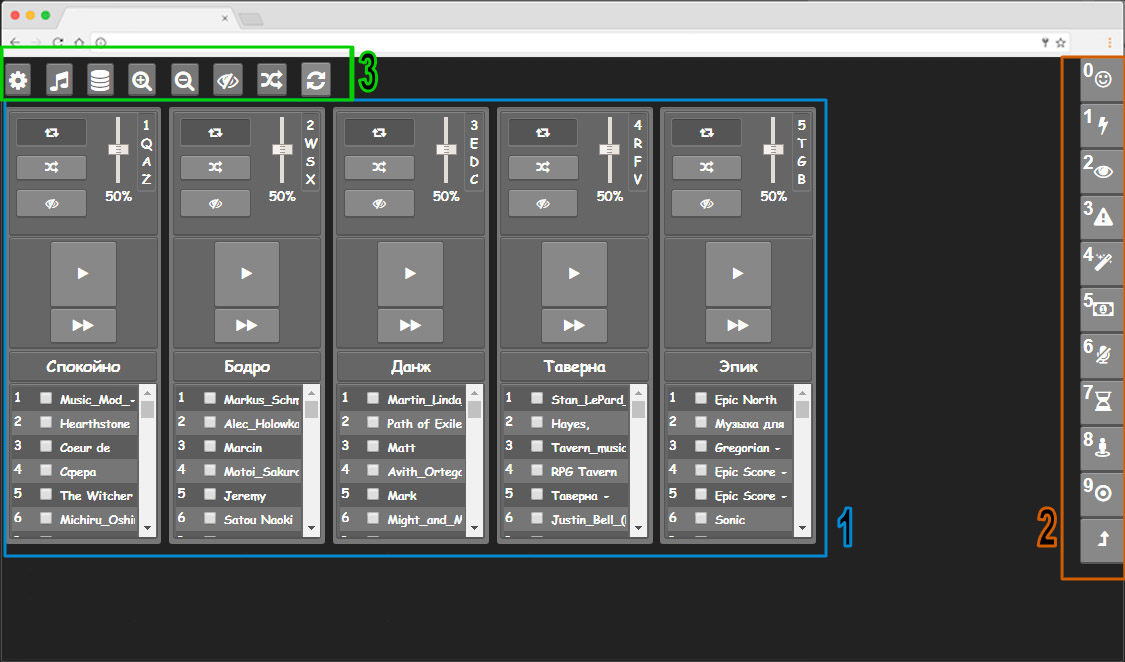 3
1
Q
A
Z
50%
Спокойно
1 Music_Mod_-
2 Hearthstone
3 Coeur de
4 Сфера
5 The Witcher
6 Michiru_Oshi
2
W
S
X
50%
Бодро
1 Markus_Schm
2 Alec_Holowka
3 Marcin
4 Motoi_Sakura
5 Jeremy
6 Satou Naoki
3
E
D
C
50%
Данж
1 Martin_Linda
2 Path of Exile
3 Matt
4 Avith_Ortega
5 Mark
6 Might_and_M
4
R
F
V
50%
Таверна
1 Stan_LePard_
2 Hayes,
3 Tavern_music
4 RPG Tavern
5 Таверна -
6 Justin_Bell_(
5
T
G
B
50%
Эпик
1 Epic North
2 Музыка для
3 Gregorian -
4 Epic Score -
5 Epic Score -
6 Sonic
1
0
1
2
3
4
5
6
7
8
9
2